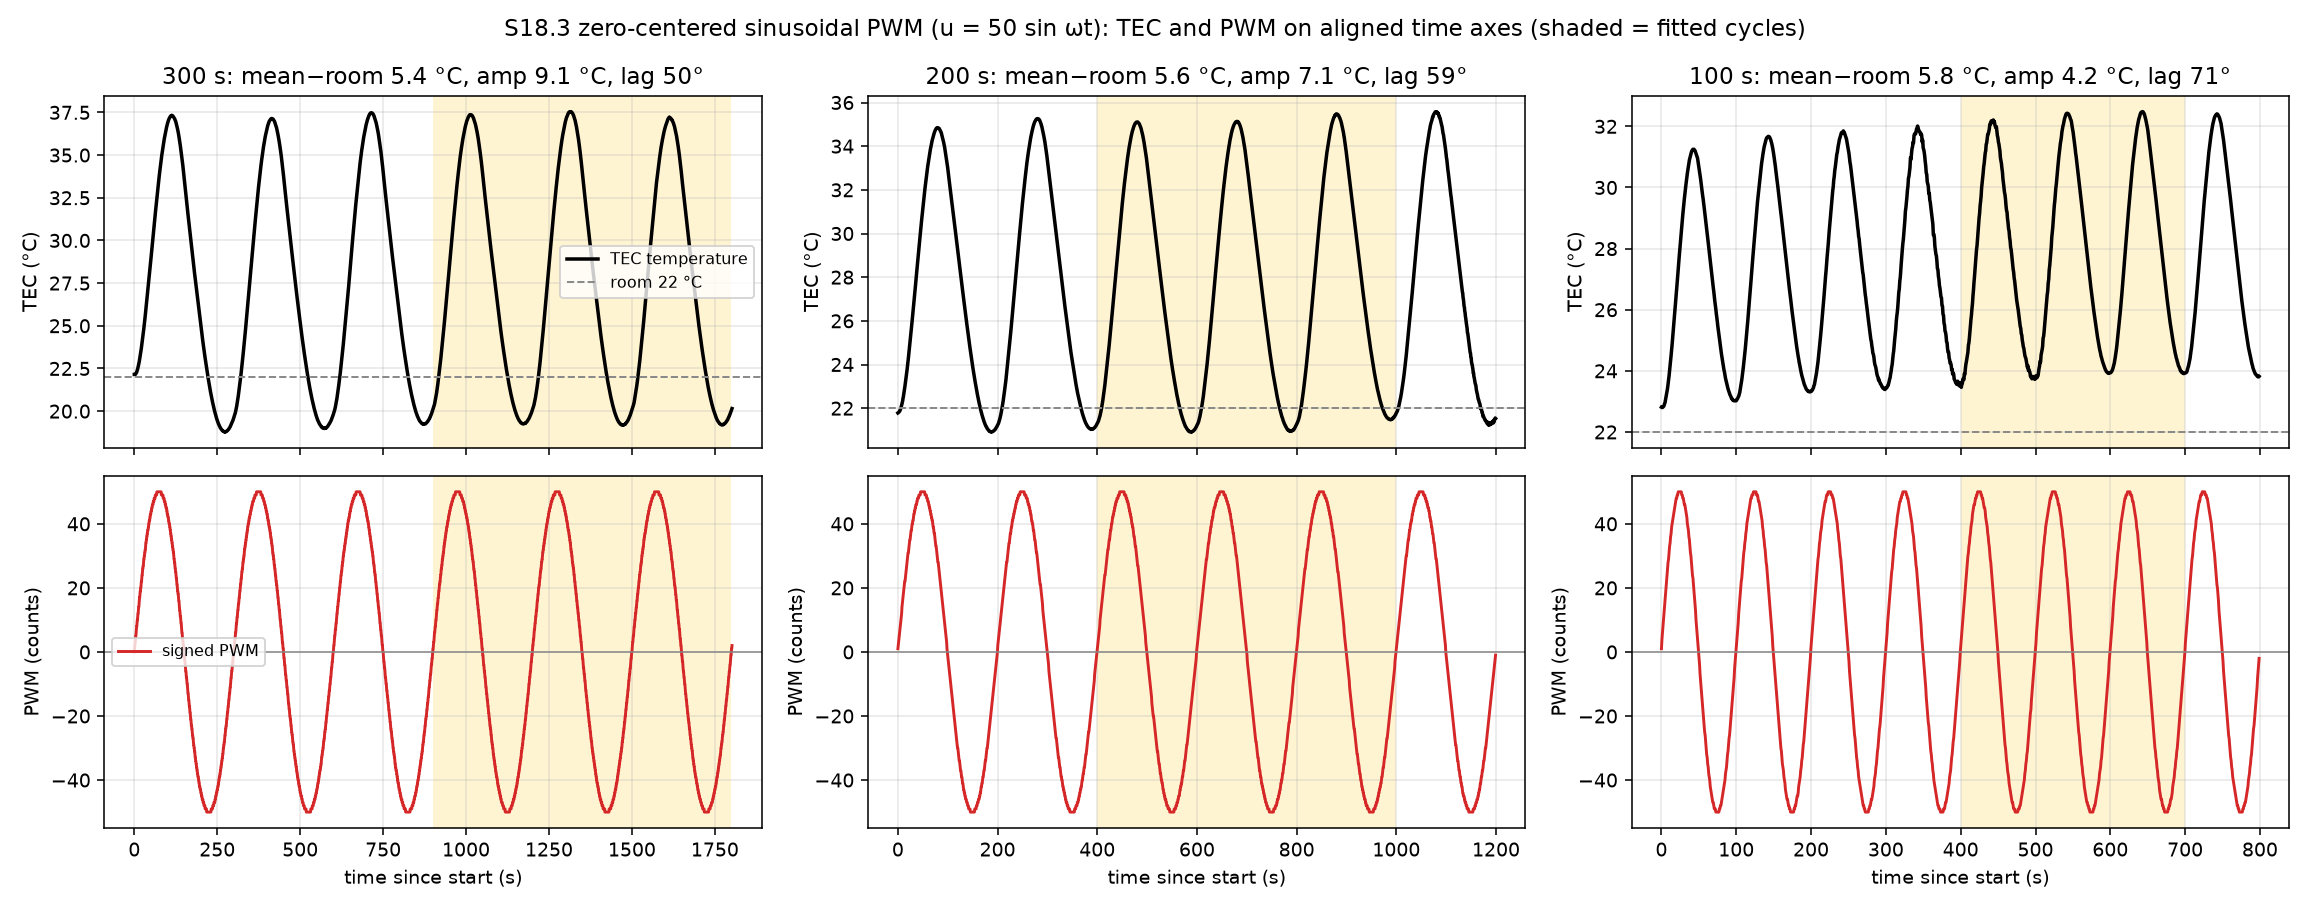 S18.3 zero-centered sinusoidal PWM (u = 50 sin ωt): TEC and PWM on aligned time axes (shaded = fitted cycles)
300 s: mean−room 5.4 °C, amp 9.1 °C, lag 50°
TEC (°C)
37.5
35.0
32.5
30.0
27.5
25.0
22.5
20.0
TEC temperature
room 22 °C
200 s: mean−room 5.6 °C, amp 7.1 °C, lag 59°
TEC (°C)
36
34
32
30
28
26
24
22
100 s: mean−room 5.8 °C, amp 4.2 °C, lag 71°
TEC (°C)
32
30
28
26
24
22
PWM (counts)
40
20
0
−20
−40
signed PWM
0 250 500 750 1000 1250 1500 1750
time since start (s)
PWM (counts)
40
20
0
−20
−40
0 200 400 600 800 1000 1200
time since start (s)
PWM (counts)
40
20
0
−20
−40
0 100 200 300 400 500 600 700 800
time since start (s)